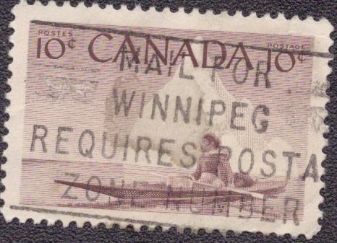 POSTES POSTAGE
10¢ CANADA 10¢
MAIL FOR
WINNIPEG
REQUIRES POSTA
ZONE NUMBER